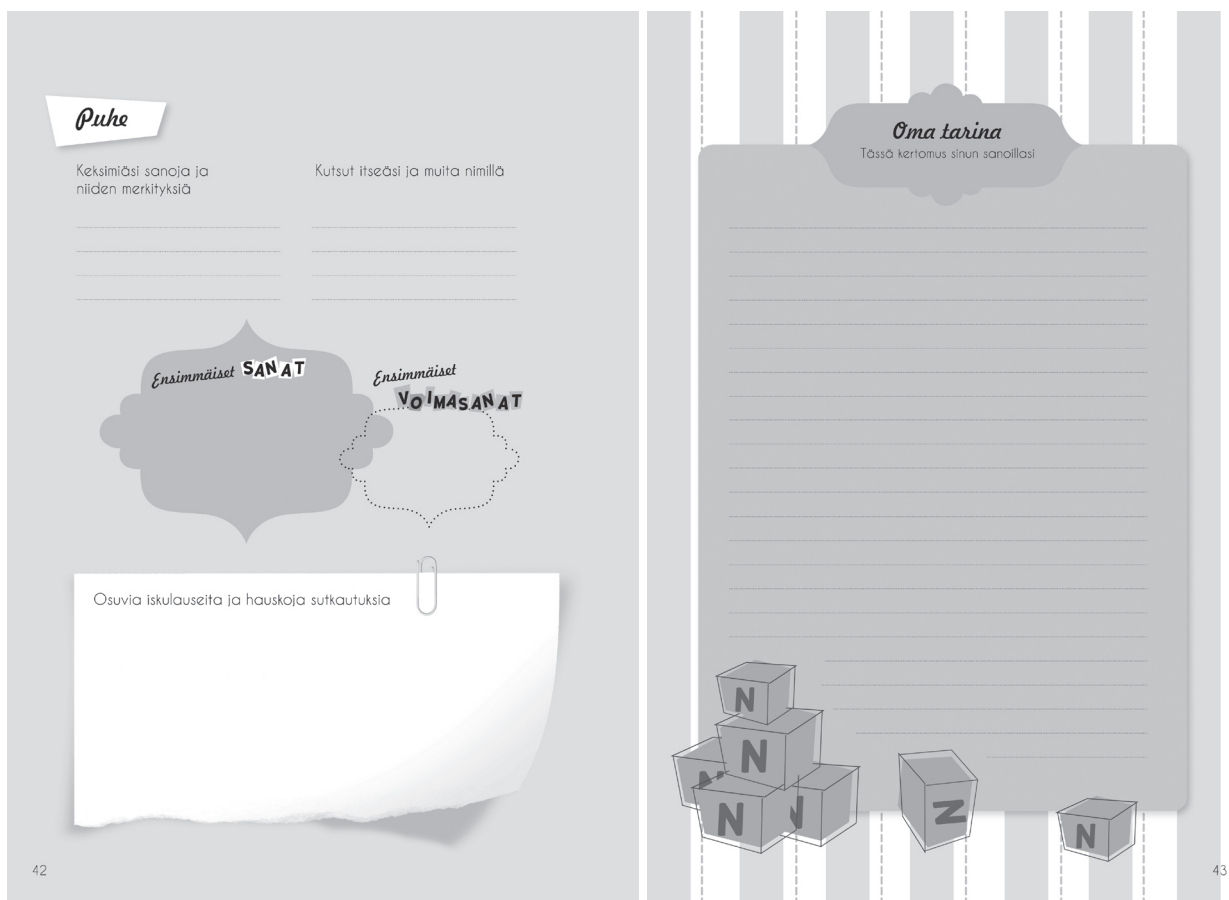 Puhe
Keksimiäsi sanoja ja
niiden merkityksiä
Kutsut itseäsi ja muita nimillä
Ensimmäiset SANAT
Ensimmäiset
VOIMASANAT
Osuvia iskulauseita ja hauskoja sutkautuksia
42
Oma tarina
Tässä kertomus sinun sanoillasi
N
N
N
N
N
N
N
43